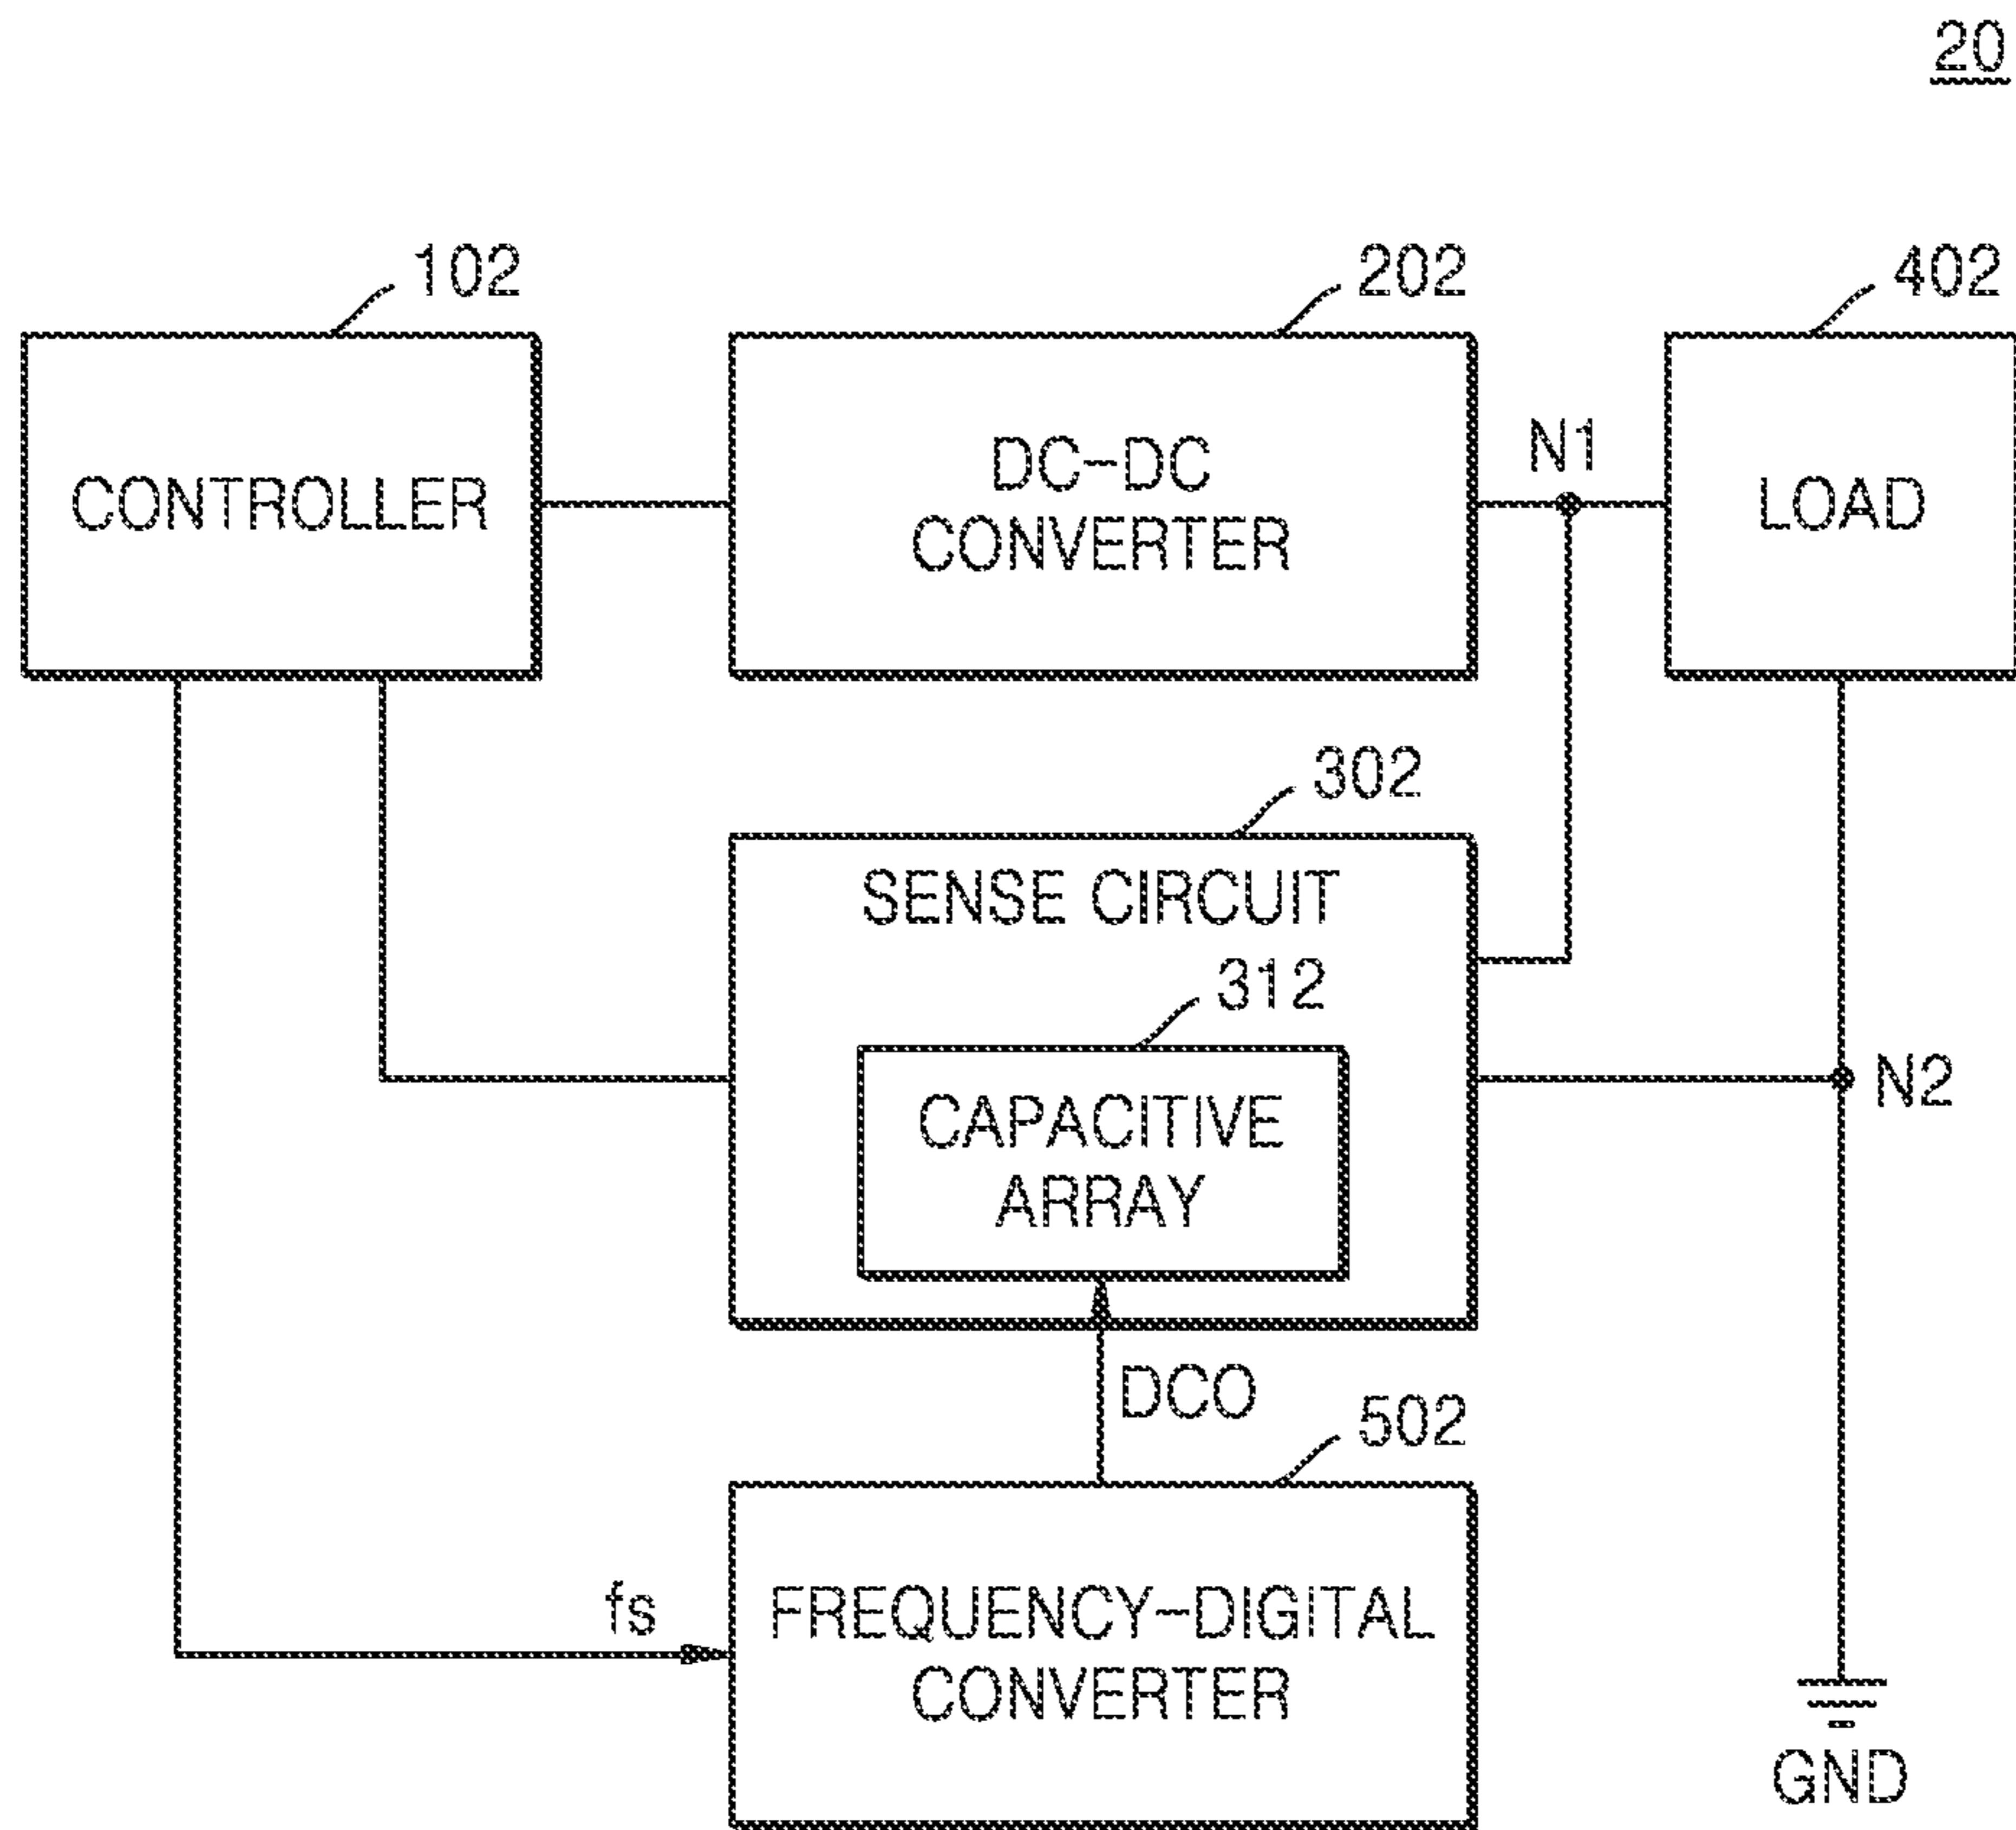 20
102
202
402
CONTROLLER
DC-DC
CONVERTER
N1
LOAD
302
SENSE CIRCUIT
312
CAPACITIVE
ARRAY
N2
DCO
502
fs
FREQUENCY-DIGITAL
CONVERTER
GND